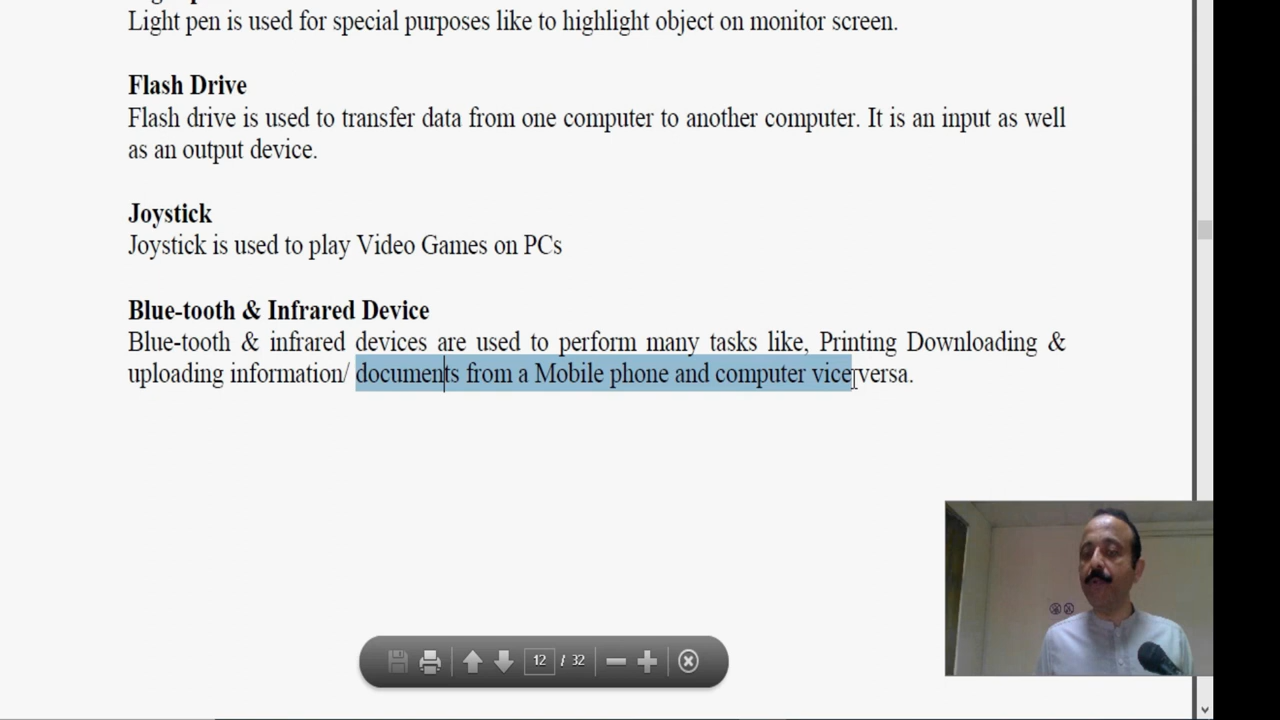 Light pen is used for special purposes like to highlight object on monitor screen.
Flash Drive
Flash drive is used to transfer data from one computer to another computer. It is an input as well
as an output device.
Joystick
Joystick is used to play Video Games on PCs
Blue-tooth & Infrared Device
Blue-tooth & infrared devices are used to perform many tasks like, Printing Downloading &
uploading information/ documents from a Mobile phone and computer vice versa.
12 / 32